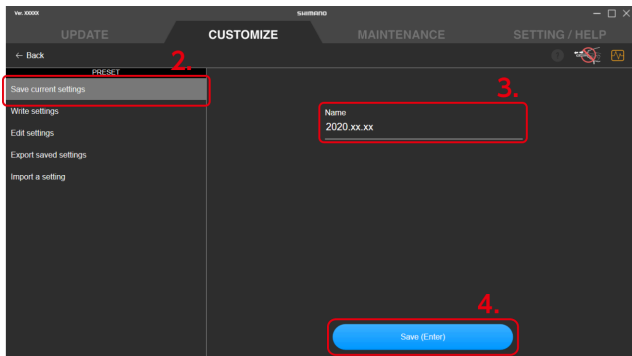 Ver. XXXXX
SHIMANO
UPDATE CUSTOMIZE MAINTENANCE SETTING / HELP
← Back
2.
PRESET
Save current settings
3.
Write settings
Name
Edit settings
2020.xx.xx
Export saved settings
Import a setting
4.
Save (Enter)